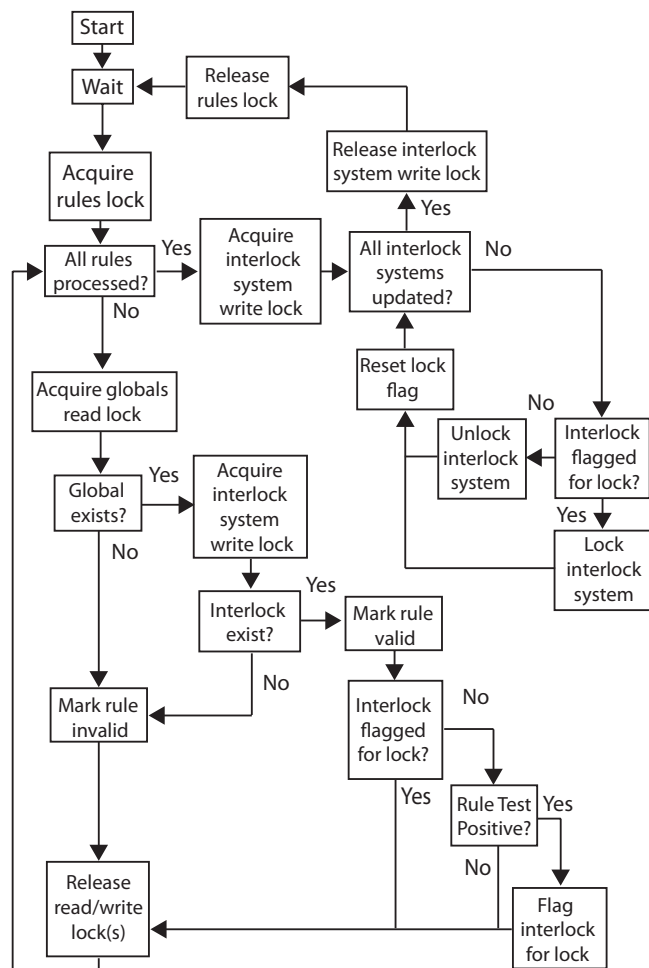 Start
Wait
Release
rules lock
Acquire
rules lock
Release interlock
system write lock
Yes
All rules
processed?
Yes
Acquire
interlock
system
write lock
All interlock
systems
updated?
No
No
Reset lock
flag
Acquire globals
read lock
No
Unlock
interlock
system
Interlock
flagged
for lock?
Yes
Global
exists?
Yes
Acquire
interlock
system
write lock
No
Lock
interlock
system
Interlock
exist?
Yes
Mark rule
valid
No
Mark rule
invalid
Interlock
flagged
for lock?
No
Yes
Rule Test
Positive?
Yes
No
Release
read/write
lock(s)
Flag
interlock
for lock